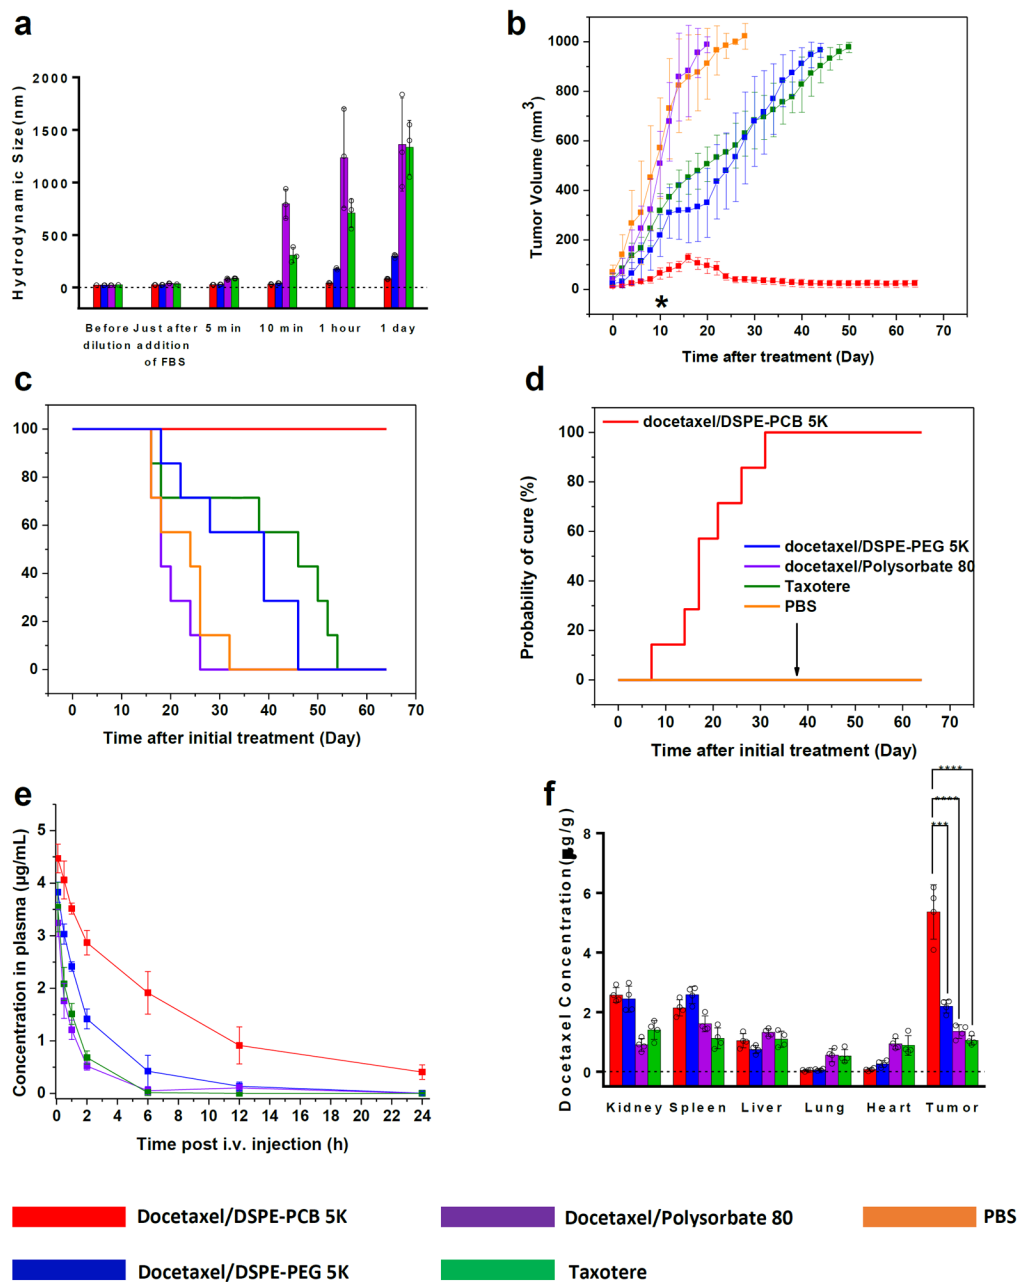 a
Hydrodynamic Size(nm)
2000
1500
1000
500
0
Before Just after 5 min 10 min 1 hour 1 day
dilution addition
of FBS
b
Tumor Volume (mm3)
1000
800
600
400
200
0
*
0 10 20 30 40 50 60 70
Time after treatment (Day)
c
100
80
60
40
20
0
0 10 20 30 40 50 60 70
Time after initial treatment (Day)
d
Probability of cure (%)
100
80
60
40
20
0
docetaxel/DSPE-PCB 5K
docetaxel/DSPE-PEG 5K
docetaxel/Polysorbate 80
Taxotere
PBS
0 10 20 30 40 50 60 70
Time after initial treatment (Day)
e
Concentration in plasma (µg/mL)
5
4
3
2
1
0
0 2 4 6 8 10 12 14 16 18 20 22 24
Time post i.v. injection (h)
f
Docetaxel Concentration(µg/g)
8
6
4
2
0
****
****
***
Kidney Spleen Liver Lung Heart Tumor
Docetaxel/DSPE-PCB 5K
Docetaxel/Polysorbate 80
PBS
Docetaxel/DSPE-PEG 5K
Taxotere